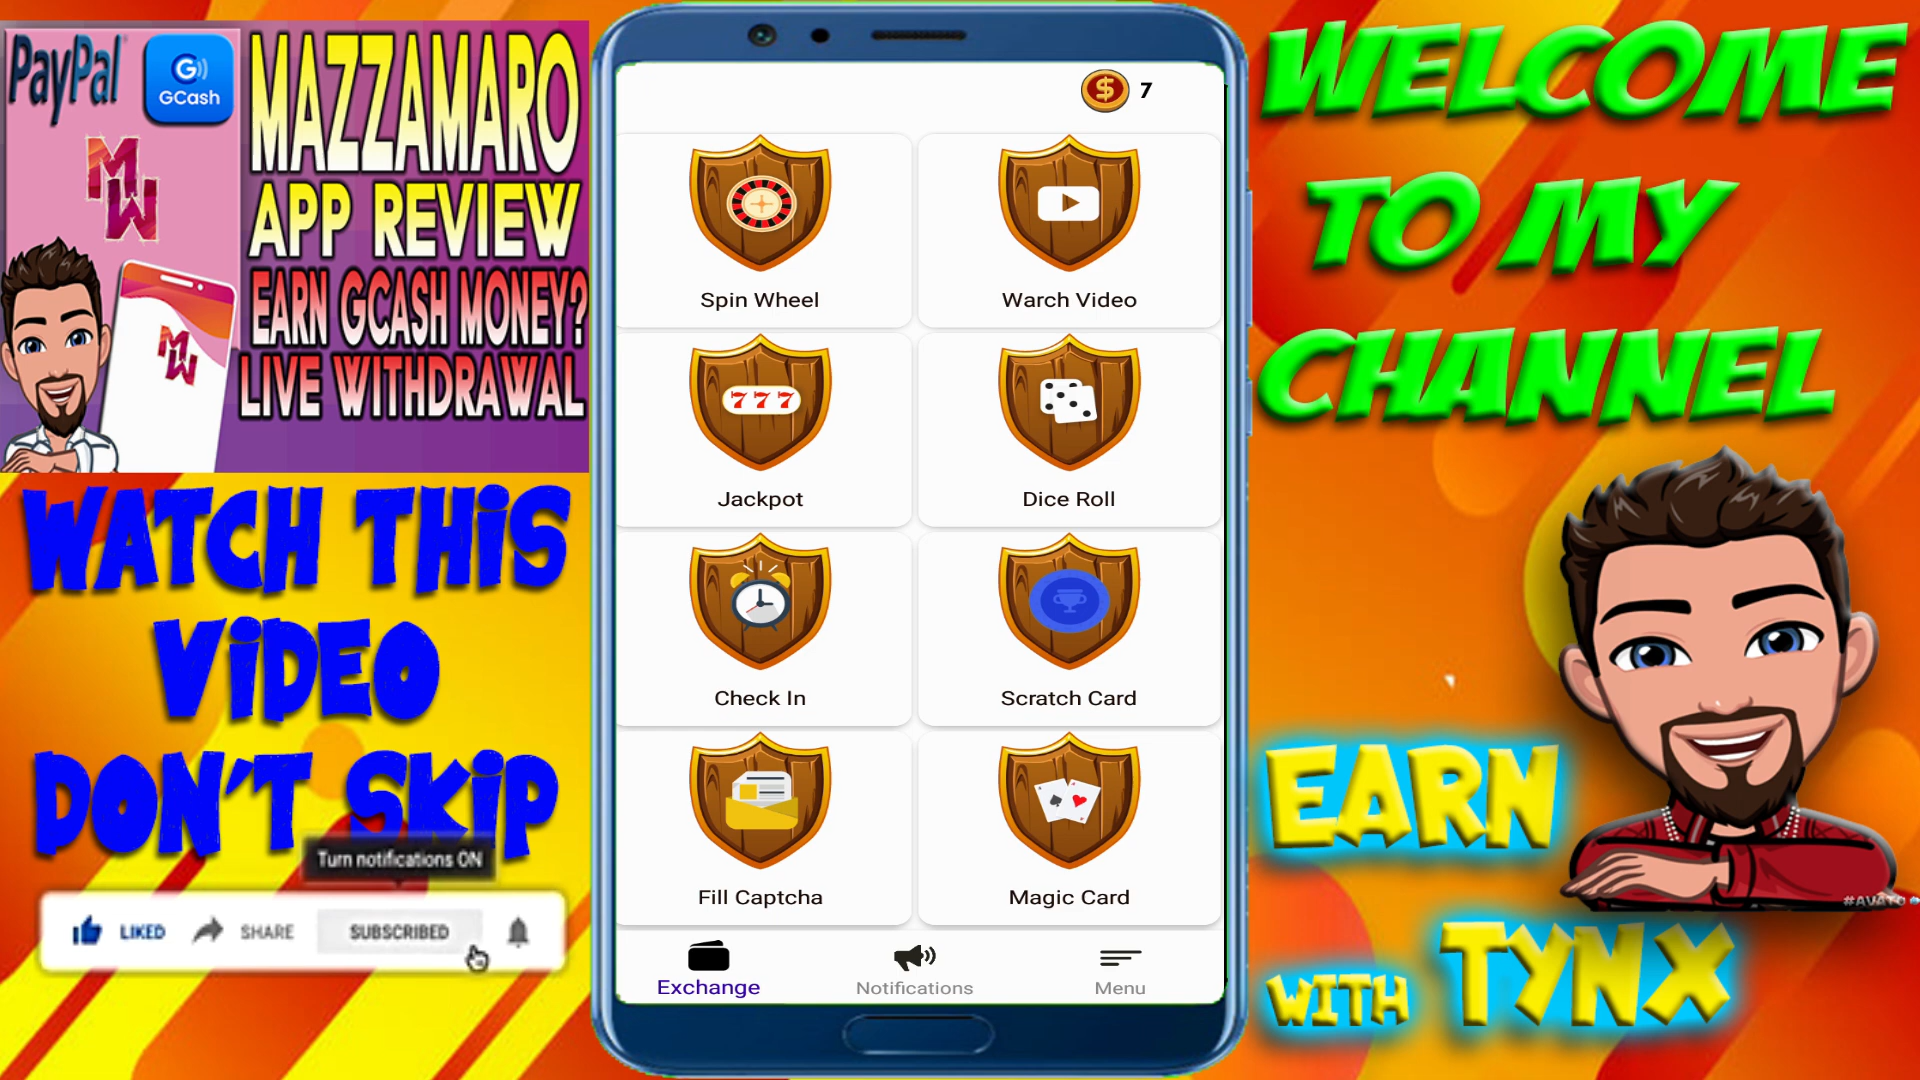 PayPal
G
GCash
MAZZAMARO
APP REVIEW
EARN GCASH MONEY?
LIVE WITHDRAWAL
MW
MW
WATCH THIS
VIDEO
DON'T SKIP
Turn notifications ON
LIKED
SHARE
SUBSCRIBED
$ 7
Spin Wheel
Warch Video
777
Jackpot
Dice Roll
Check In
Scratch Card
Fill Captcha
Magic Card
Exchange
Notifications
Menu
WELCOME
TO MY
CHANNEL
EARN
WITH TYNX